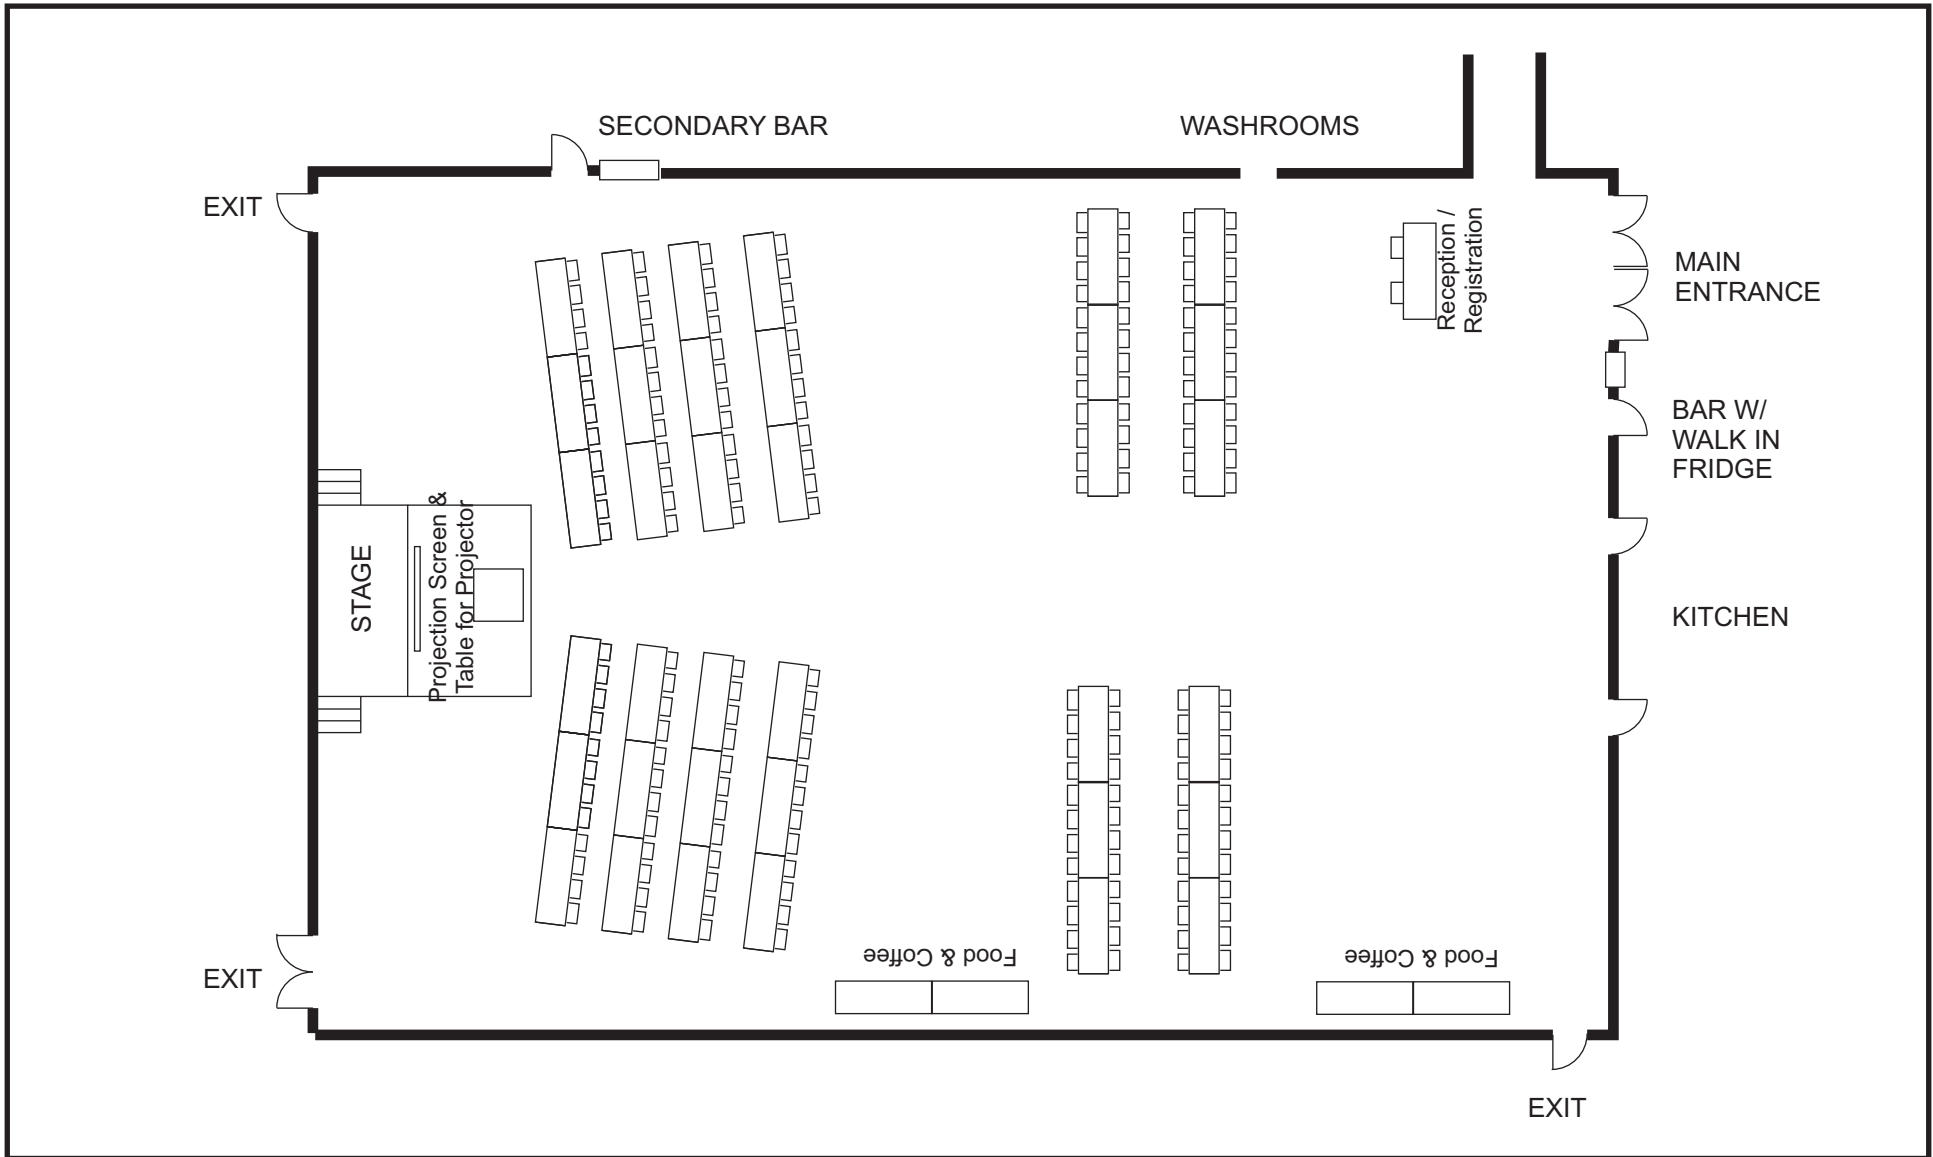 SECONDARY BAR
WASHROOMS
EXIT
Reception /
Registration
MAIN
ENTRANCE
BAR W/
WALK IN
FRIDGE
STAGE
Projection Screen &
Table for Projector
KITCHEN
EXIT
Food & Coffee
Food & Coffee
EXIT